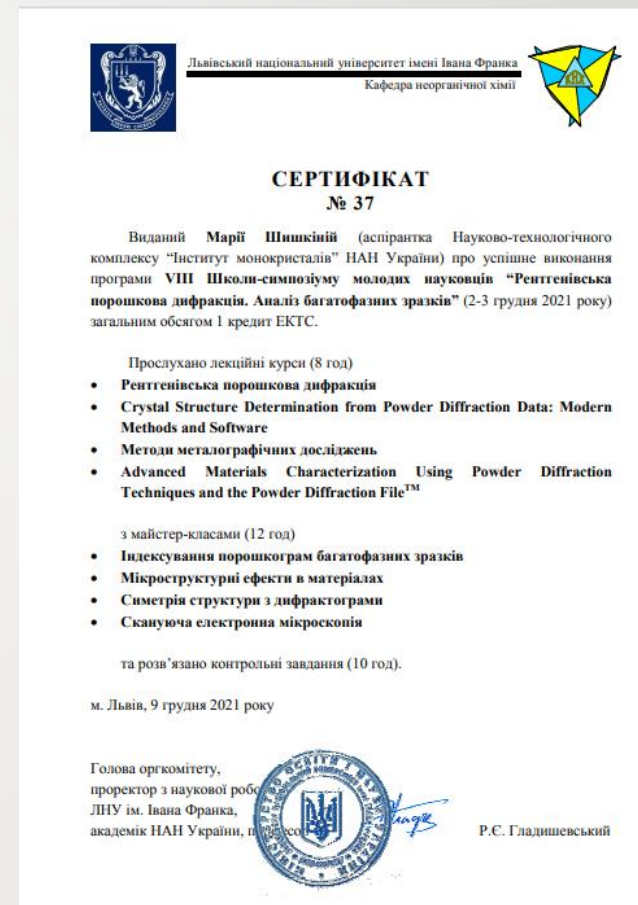 Львівський національний університет імені Івана Франка
Кафедра неорганічної хімії
КНХ
СЕРТИФІКАТ
№ 37
Виданий Марії Шишкіній (аспірантка Науково-технологічного
комплексу “Інститут монокристалів” НАН України) про успішне виконання
програми VIII Школи-симпозіуму молодих науковців “Рентгенівська
порошкова дифракція. Аналіз багатофазних зразків” (2-3 грудня 2021 року)
загальним обсягом 1 кредит ЕКТС.
Прослухано лекційні курси (8 год)
• Рентгенівська порошкова дифракція
• Crystal Structure Determination from Powder Diffraction Data: Modern
Methods and Software
• Методи металографічних досліджень
• Advanced Materials Characterization Using Powder Diffraction
Techniques and the Powder Diffraction File™
з майстер-класами (12 год)
• Індексування порошкограм багатофазних зразків
• Мікроструктурні ефекти в матеріалах
• Симетрія структури з дифрактограми
• Скануюча електронна мікроскопія
та розв’язано контрольні завдання (10 год).
м. Львів, 9 грудня 2021 року
Голова оргкомітету,
проректор з наукової
ЛНУ ім. Івана Франка,
академік НАН України,
Р.Є. Гладишевський